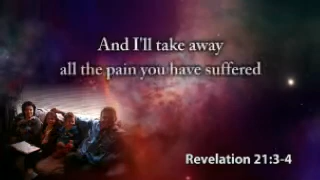 And I'll take away
all the pain you have suffered
Revelation 21:3-4